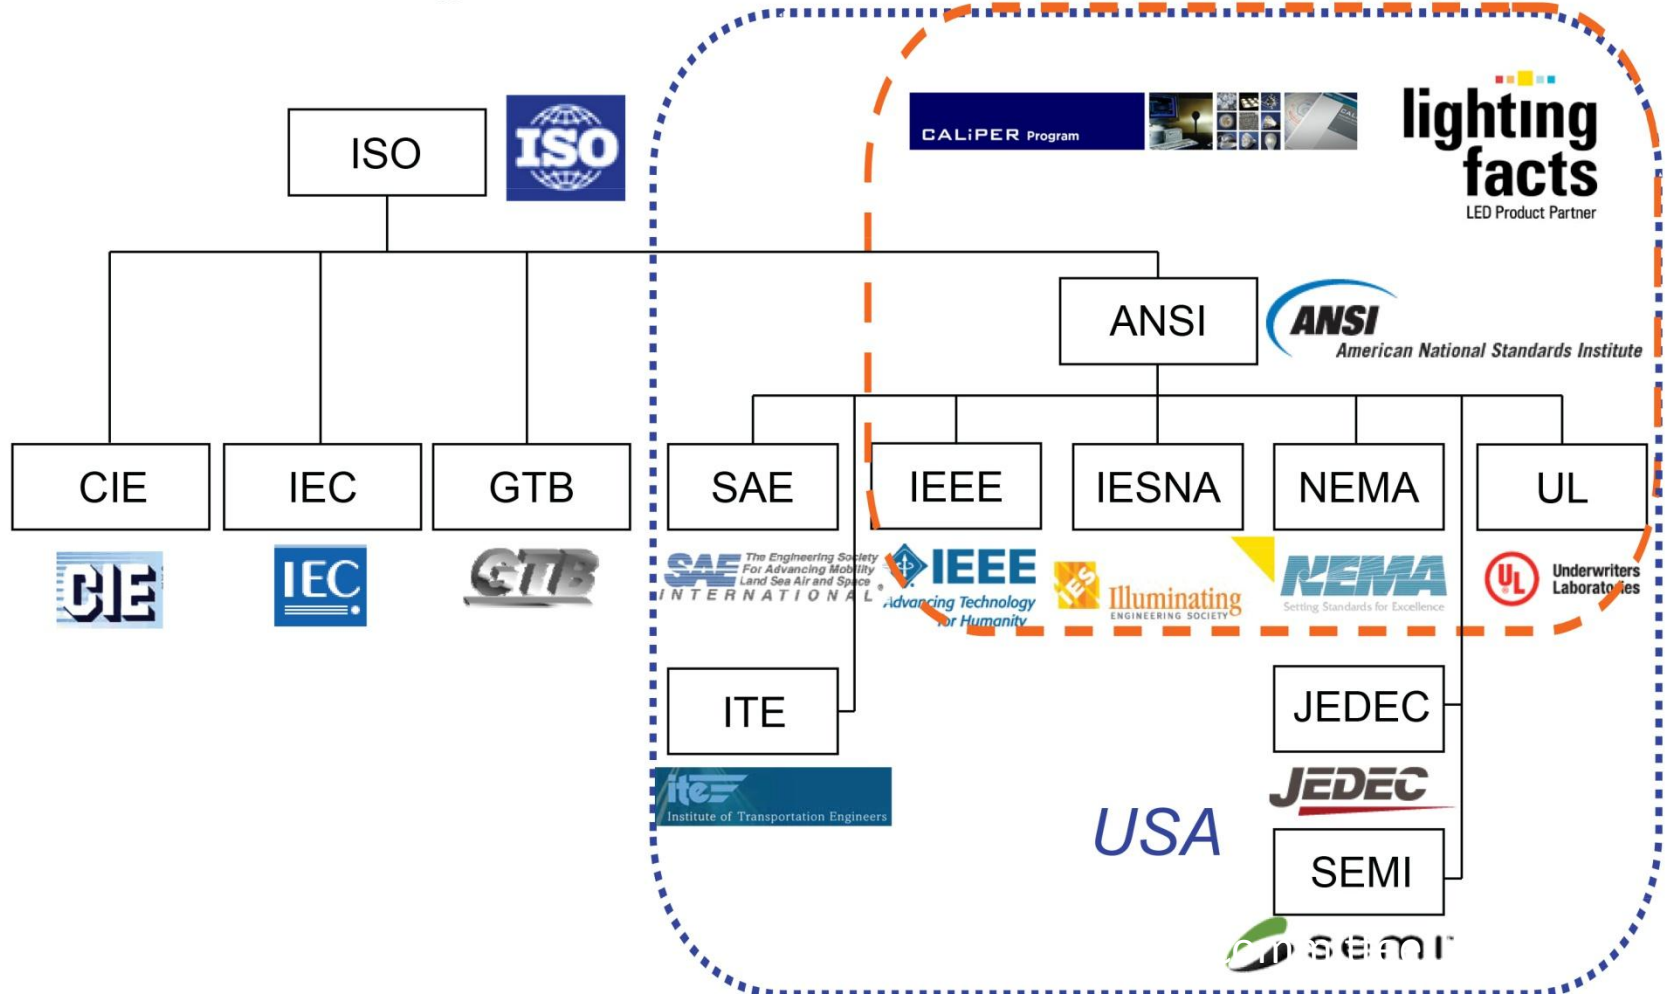 ISO
ISO
CALiPER Program
lighting
facts
LED Product Partner
ANSI
ANSI
American National Standards Institute
CIE
IEC
GTB
SAE
IEEE
IESNA
NEMA
UL
CIE
IEC
GTB
SAE The Engineering Society
For Advancing Mobility
Land Sea Air and Space
INTERNATIONAL®
IEEE
Advancing Technology
for Humanity
IES
Illuminating
ENGINEERING SOCIETY
NEMA
Setting Standards for Excellence
UL
Underwriters
Laboratories
ITE
ite
Institute of Transportation Engineers
JEDEC
JEDEC
USA
SEMI
semi